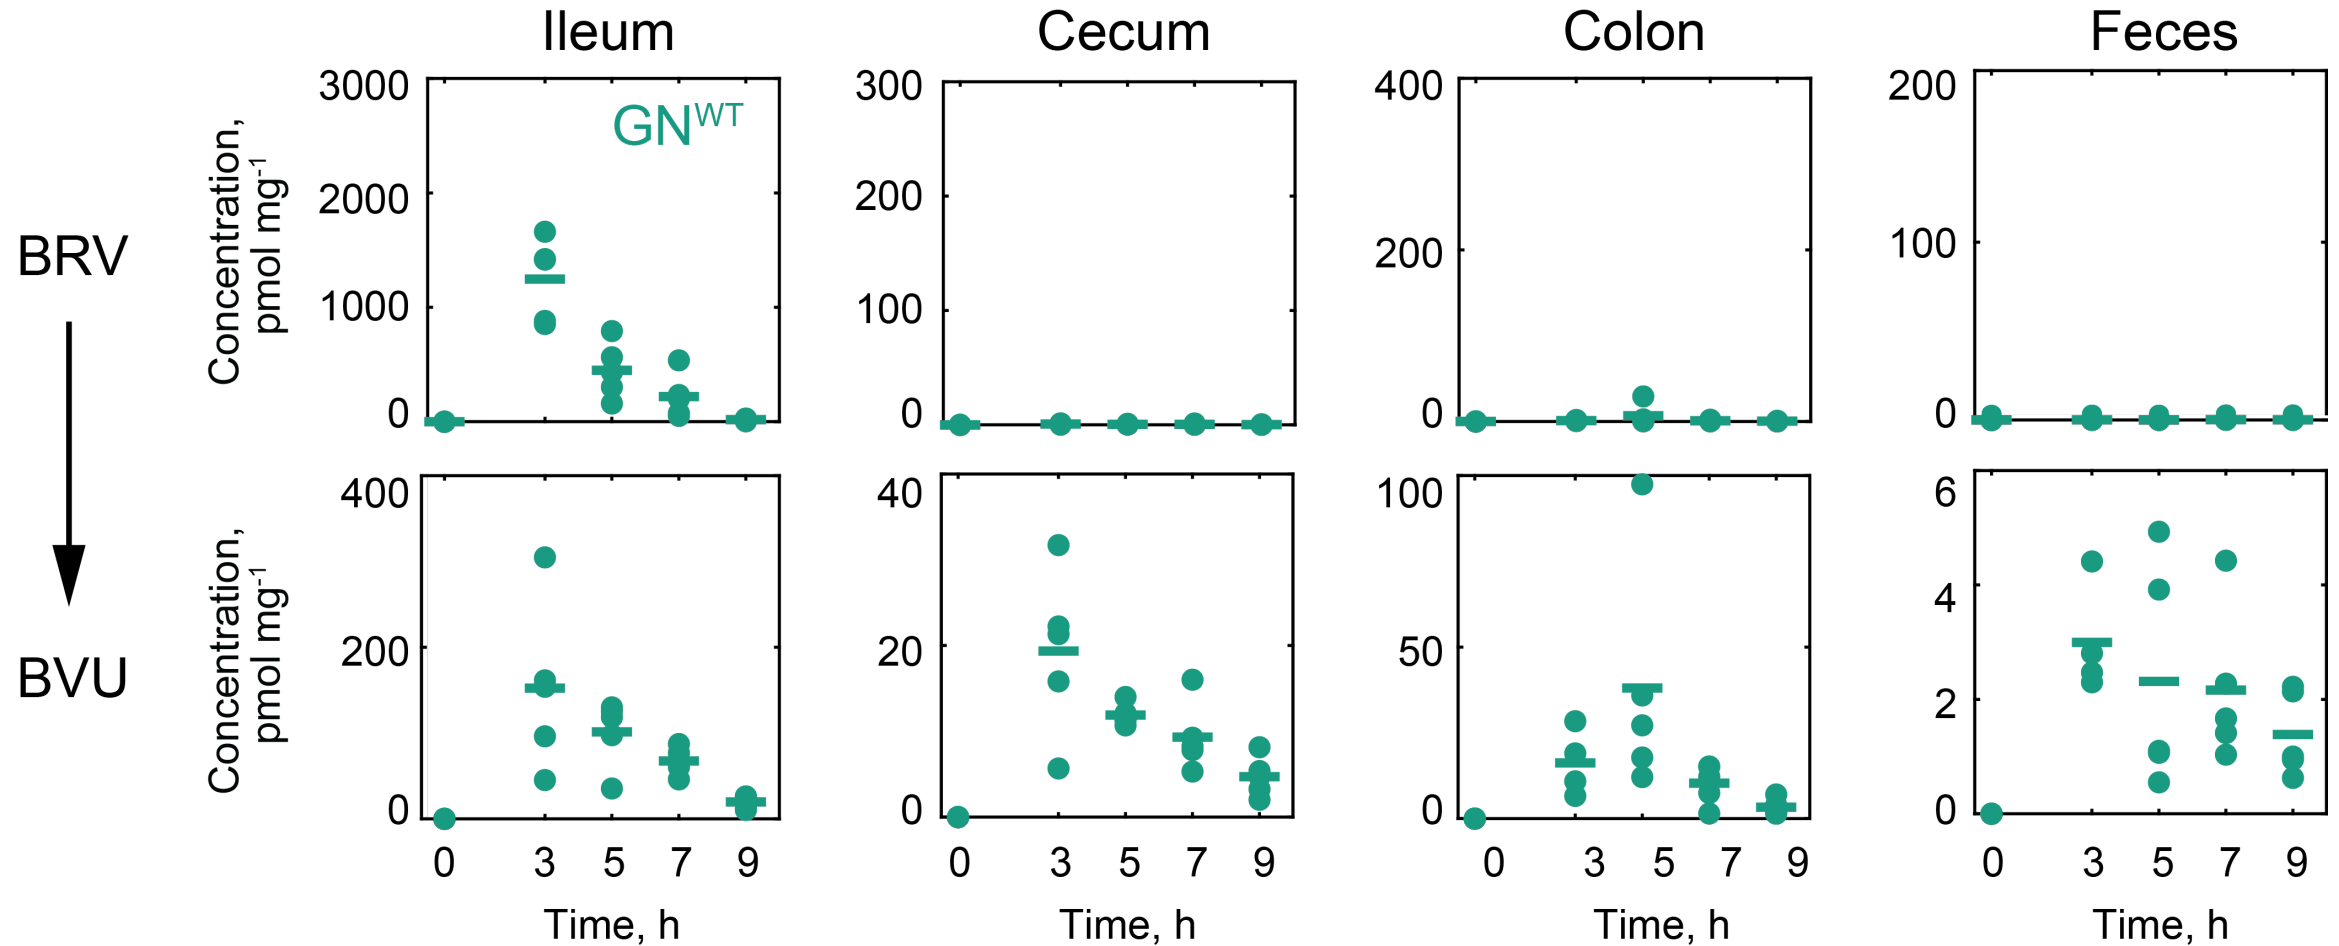 Ileum Cecum Colon Feces
BRV
BVU
Concentration,
pmol mg-1
3000
2000
1000
0
GNWT
300
200
100
0
400
200
0
200
100
0
Concentration,
pmol mg-1
400
200
0
40
20
0
100
50
0
6
4
2
0
0 3 5 7 9
0 3 5 7 9
0 3 5 7 9
0 3 5 7 9
Time, h
Time, h
Time, h
Time, h